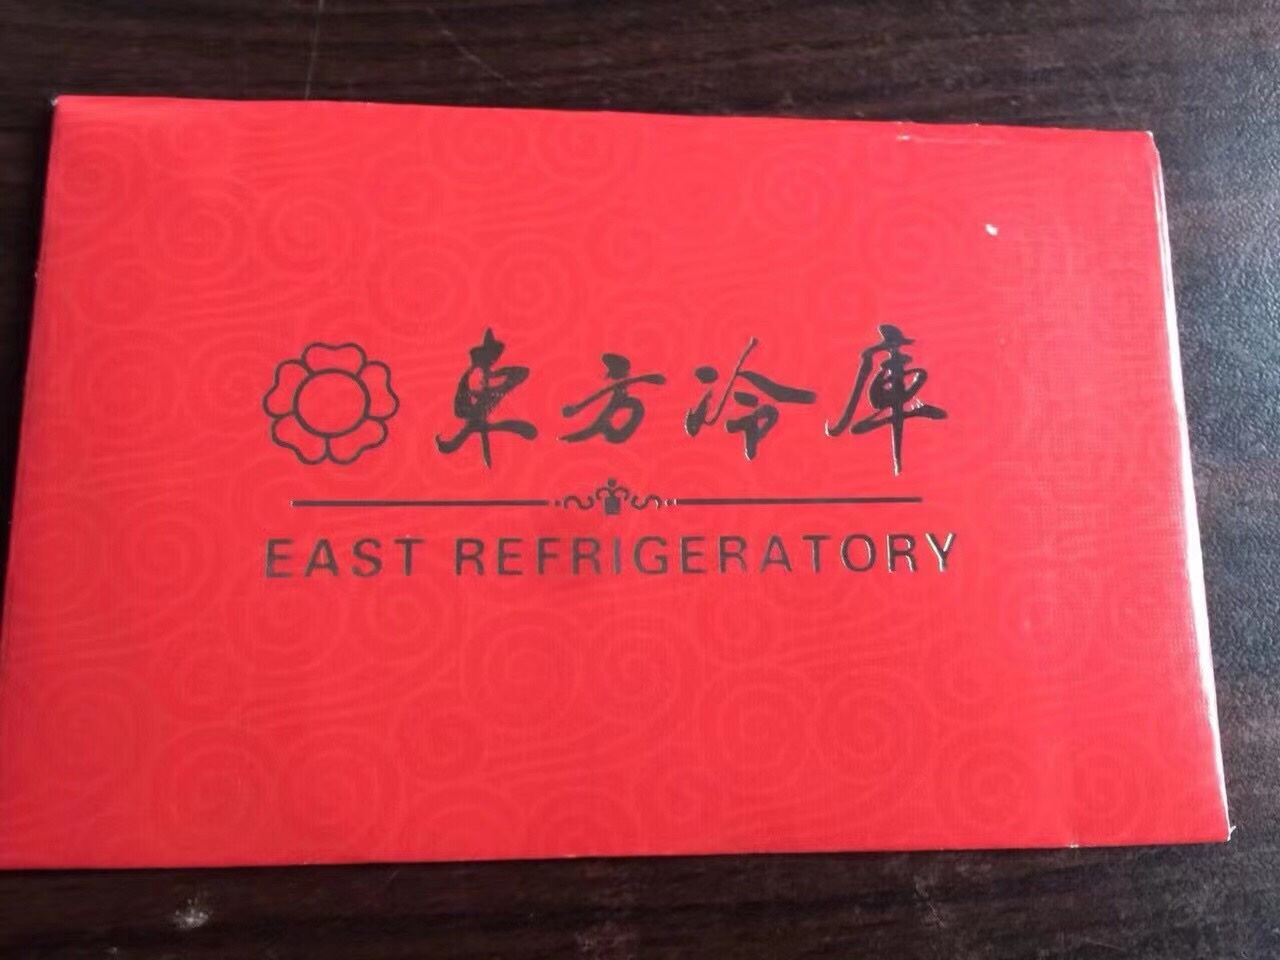 東方冷庫
EAST REFRIGERATORY